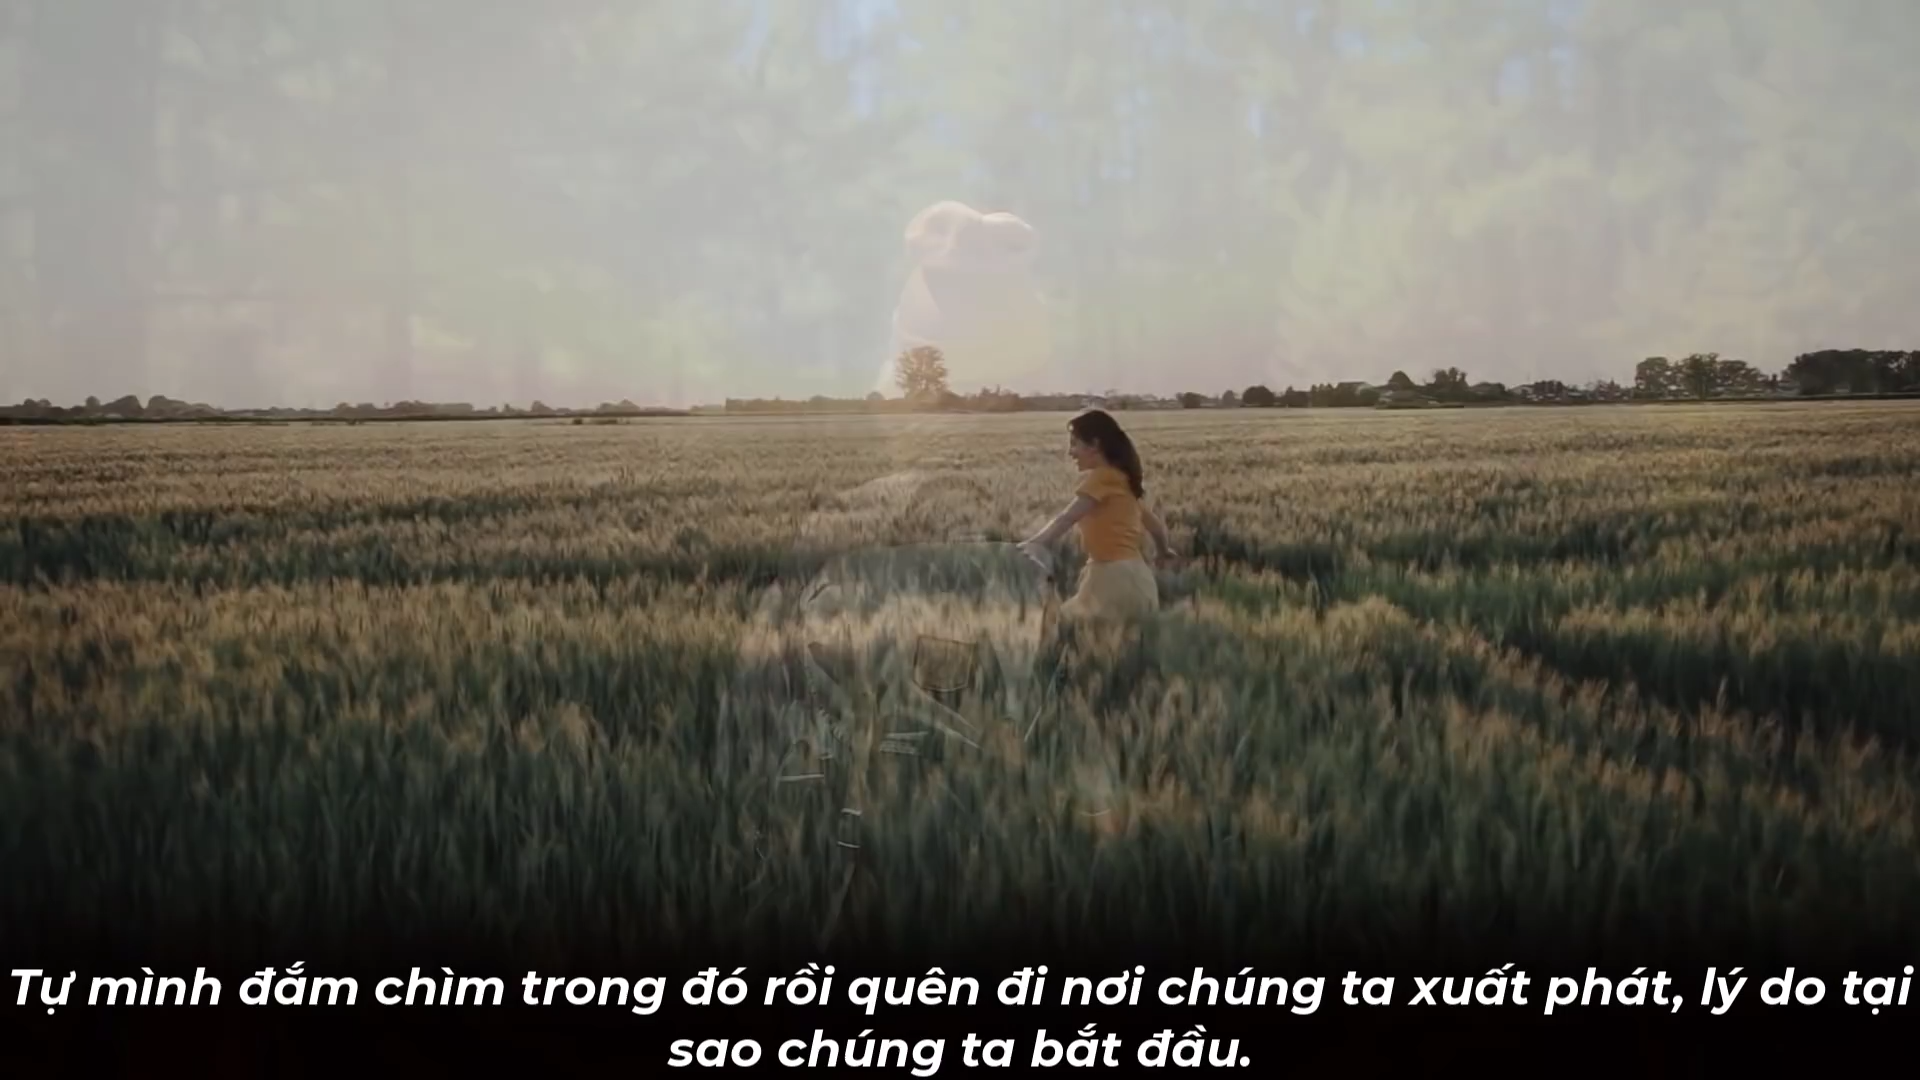 Tự mình đắm chìm trong đó rồi quên đi nơi chúng ta xuất phát, lý do tại
sao chúng ta bắt đầu.